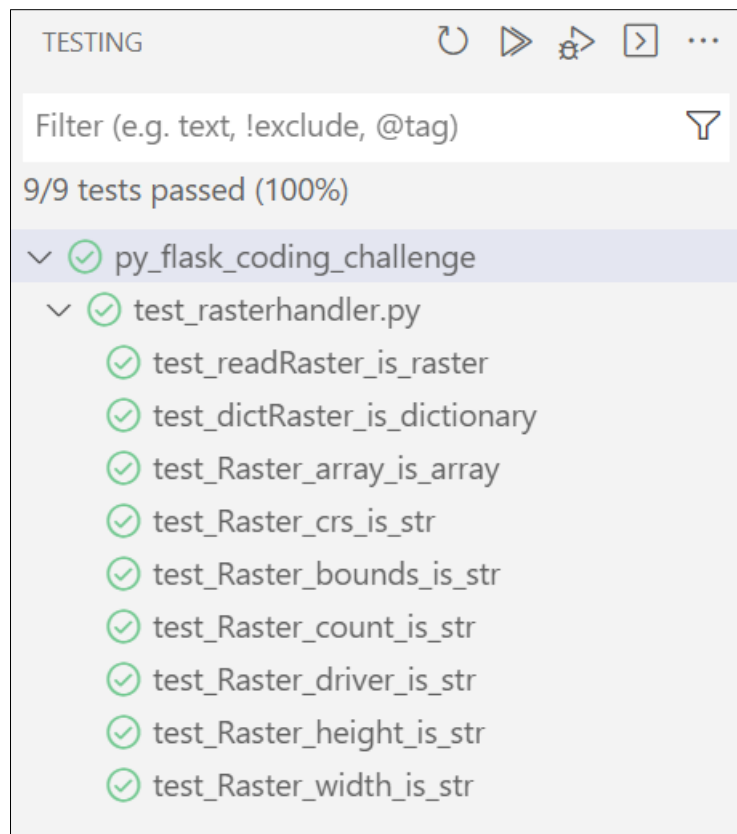 TESTING
Filter (e.g. text, !exclude, @tag)
9/9 tests passed (100%)
py_flask_coding_challenge
test_rasterhandler.py
test_readRaster_is_raster
test_dictRaster_is_dictionary
test_Raster_array_is_array
test_Raster_crs_is_str
test_Raster_bounds_is_str
test_Raster_count_is_str
test_Raster_driver_is_str
test_Raster_height_is_str
test_Raster_width_is_str